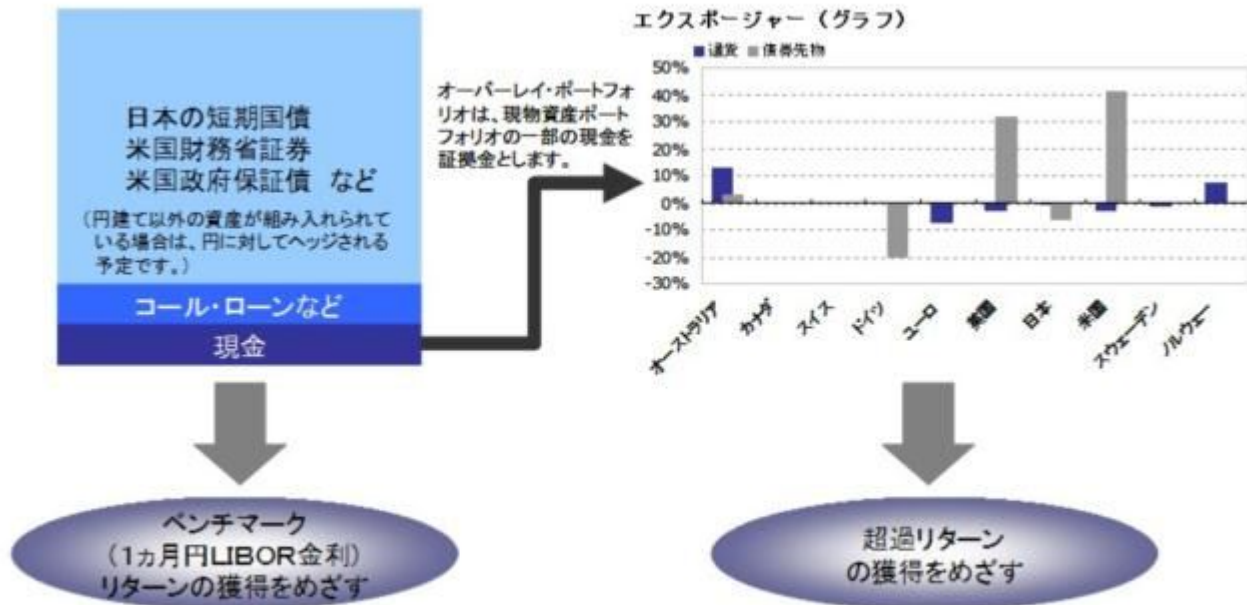 日本の短期国債
米国財務省証券
米国政府保証債 など
（円建て以外の資産が組み入れられて
いる場合は、円に対してヘッジされる
予定です。）
コール・ローンなど
現金
オーバーレイ・ポートフォ
リオは、現物資産ポート
フォリオの一部の現金を
証拠金とします。
エクスポージャー（グラフ）
■通貨 ■債券先物
50%
40%
30%
20%
10%
0%
-10%
-20%
-30%
オーストラリア
カナダ
スイス
ドイツ
ユーロ
英国
日本
米国
スウェーデン
ノルウェー
ベンチマーク
（1ヵ月円LIBOR金利）
リターンの獲得をめざす
超過リターン
の獲得をめざす